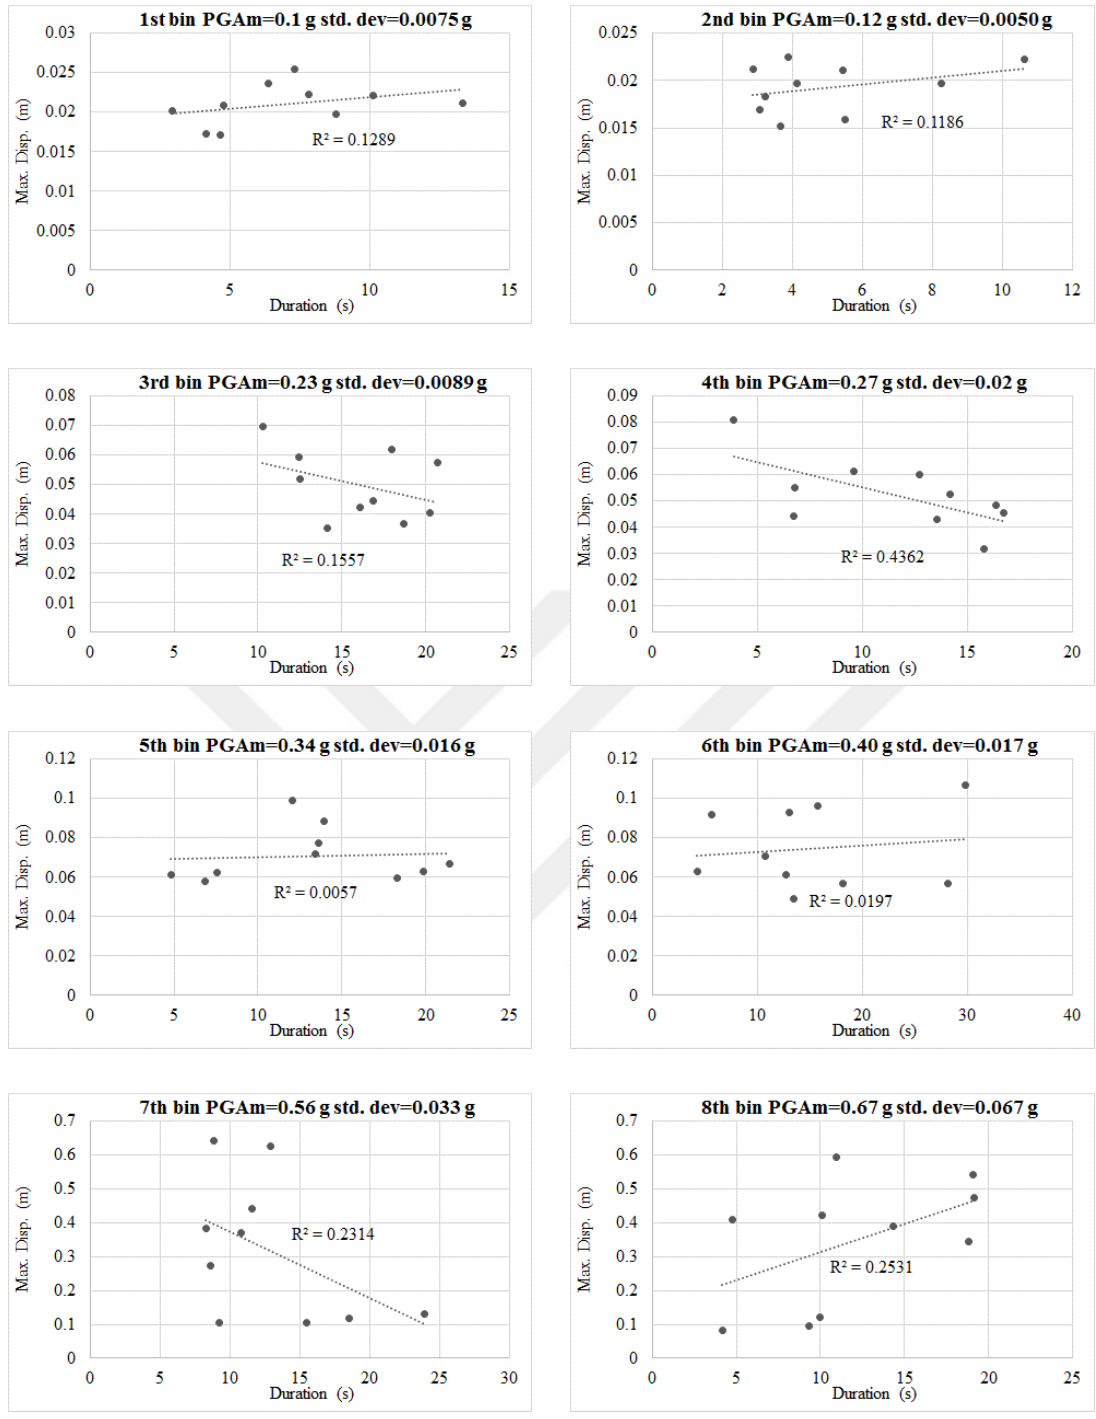 1st bin PGAm=0.1 g std. dev=0.0075 g
0.03
0.025
0.02
0.015
0.01
0.005
0
Max. Disp. (m)
R² = 0.1289
0 5 10 15
Duration (s)
2nd bin PGAm=0.12 g std. dev=0.0050 g
0.025
0.02
0.015
0.01
0.005
0
Max. Disp. (m)
R² = 0.1186
0 2 4 6 8 10 12
Duration (s)
3rd bin PGAm=0.23 g std. dev=0.0089 g
0.08
0.07
0.06
0.05
0.04
0.03
0.02
0.01
0
Max. Disp. (m)
R² = 0.1557
0 5 10 15 20 25
Duration (s)
4th bin PGAm=0.27 g std. dev=0.02 g
0.09
0.08
0.07
0.06
0.05
0.04
0.03
0.02
0.01
0
Max. Disp. (m)
R² = 0.4362
0 5 10 15 20
Duration (s)
5th bin PGAm=0.34 g std. dev=0.016 g
0.12
0.1
0.08
0.06
0.04
0.02
0
Max. Disp. (m)
R² = 0.0057
0 5 10 15 20 25
Duration (s)
6th bin PGAm=0.40 g std. dev=0.017 g
0.12
0.1
0.08
0.06
0.04
0.02
0
Max. Disp. (m)
R² = 0.0197
0 10 20 30 40
Duration (s)
7th bin PGAm=0.56 g std. dev=0.033 g
0.7
0.6
0.5
0.4
0.3
0.2
0.1
0
Max. Disp. (m)
R² = 0.2314
0 5 10 15 20 25 30
Duration (s)
8th bin PGAm=0.67 g std. dev=0.067 g
0.7
0.6
0.5
0.4
0.3
0.2
0.1
0
Max. Disp. (m)
R² = 0.2531
0 5 10 15 20 25
Duration (s)